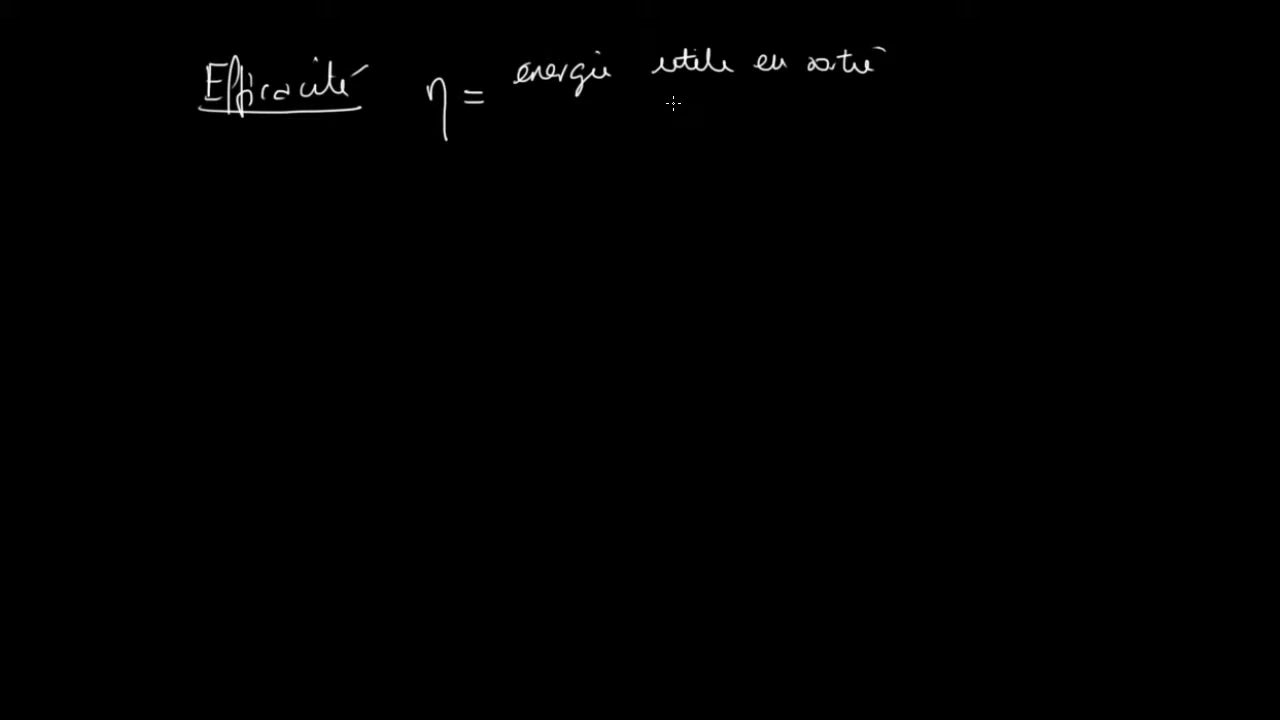 Efficacité η = energie utile en sortie